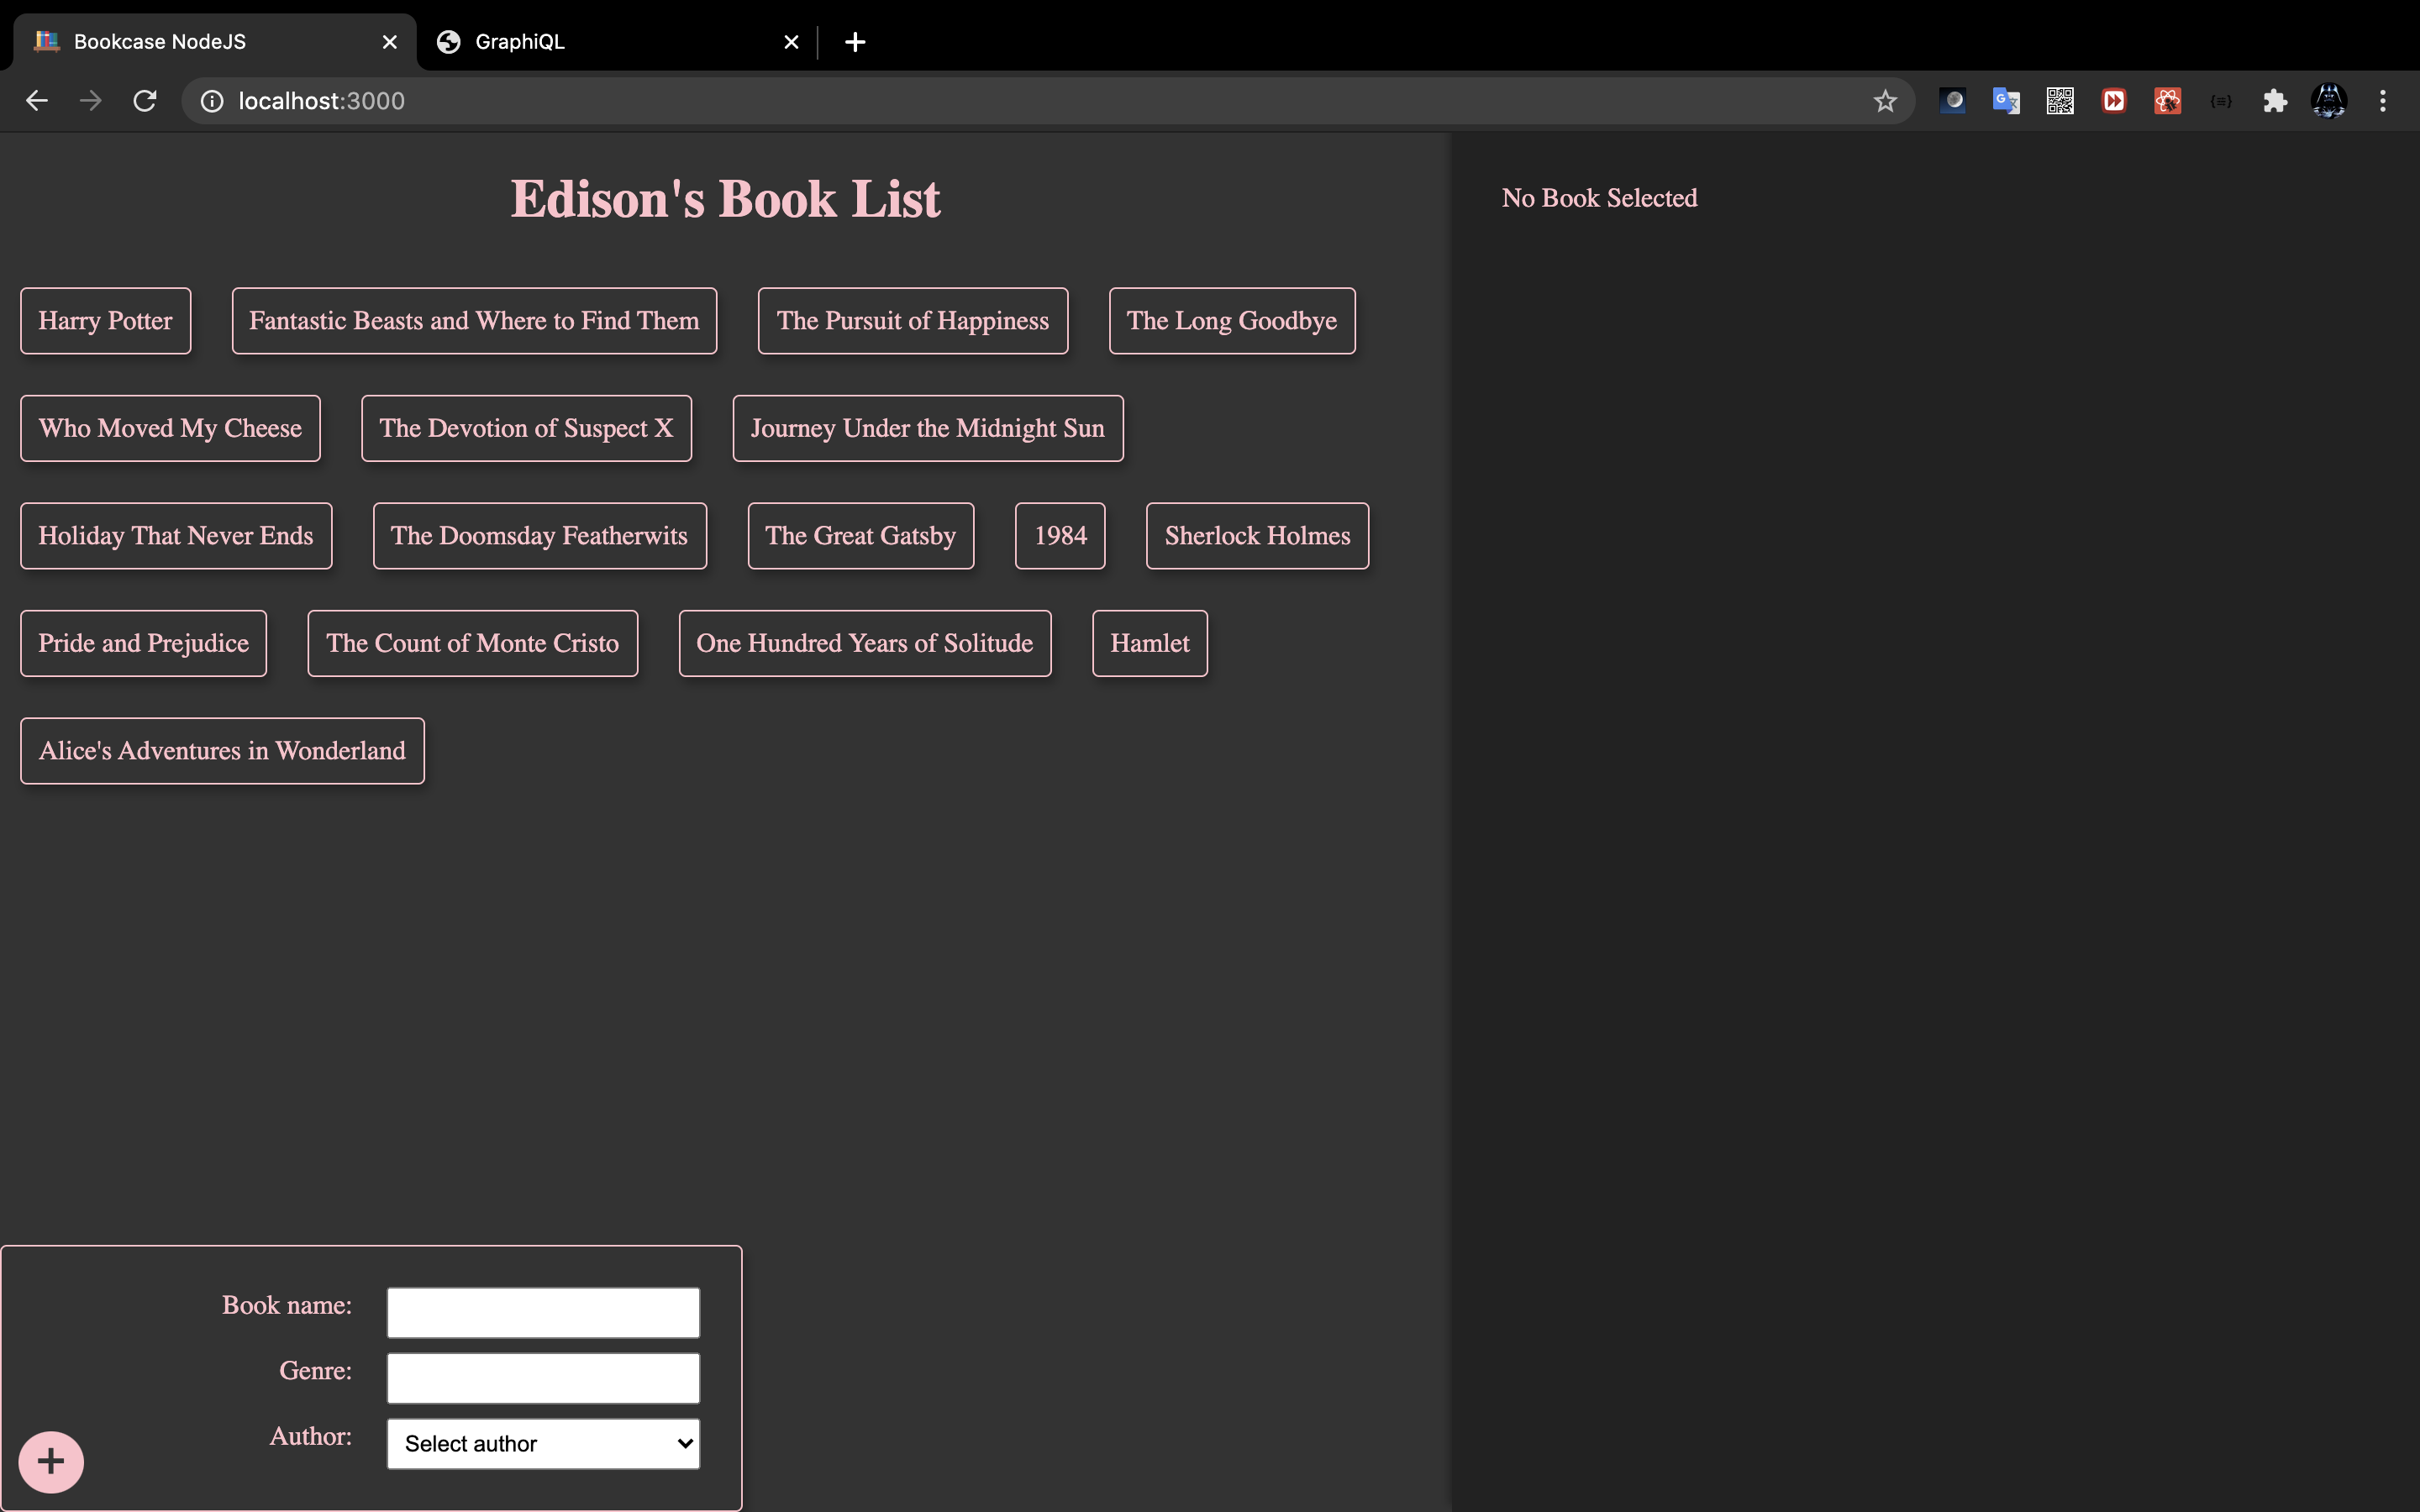 Bookcase NodeJS
GraphiQL
localhost:3000
Edison's Book List
No Book Selected
Harry Potter
Fantastic Beasts and Where to Find Them
The Pursuit of Happiness
The Long Goodbye
Who Moved My Cheese
The Devotion of Suspect X
Journey Under the Midnight Sun
Holiday That Never Ends
The Doomsday Featherwits
The Great Gatsby
1984
Sherlock Holmes
Pride and Prejudice
The Count of Monte Cristo
One Hundred Years of Solitude
Hamlet
Alice's Adventures in Wonderland
Book name:
Genre:
Author:
Select author
+